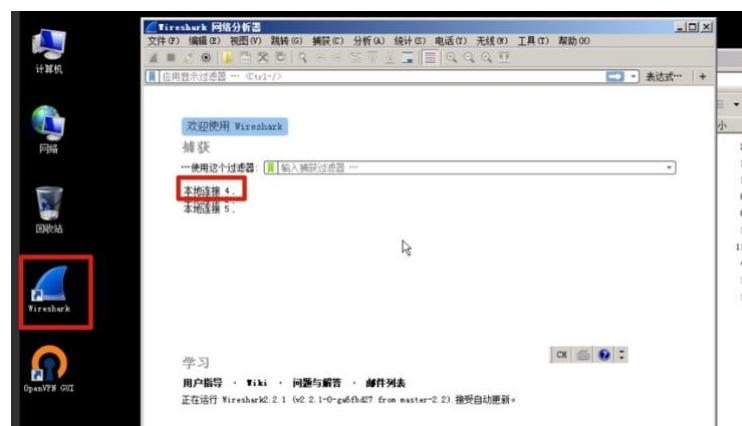 Wireshark 网络分析器
文件(F) 编辑(E) 视图(V) 跳转(G) 捕获(C) 分析(A) 统计(S) 电话(T) 无线(W) 工具(T) 帮助(H)
应用显示过滤器 … <Ctrl-/>
表达式…
+
小
计算机
网络
回收站
Wireshark
OpenVPN GUI
欢迎使用 Wireshark
捕获
…使用这个过滤器:
输入捕获过滤器 …
本地连接 4
本地连接 5
CH
学习
用户指导 · Wiki · 问题与解答 · 邮件列表
正在运行 Wireshark2.2.1 (v2.2.1-0-ga6fbd27 from master-2.2).接受自动更新。